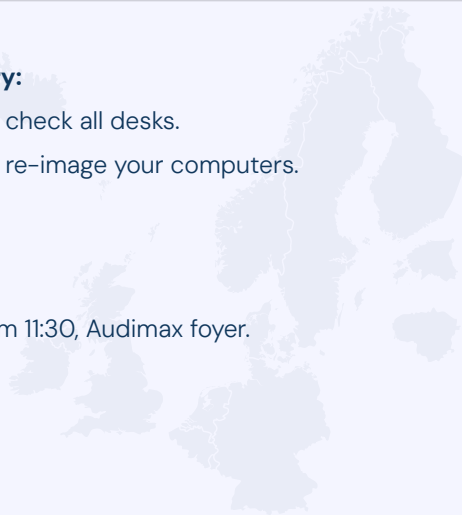 y:
check all desks.
re-image your computers.
m 11:30, Audimax foyer.